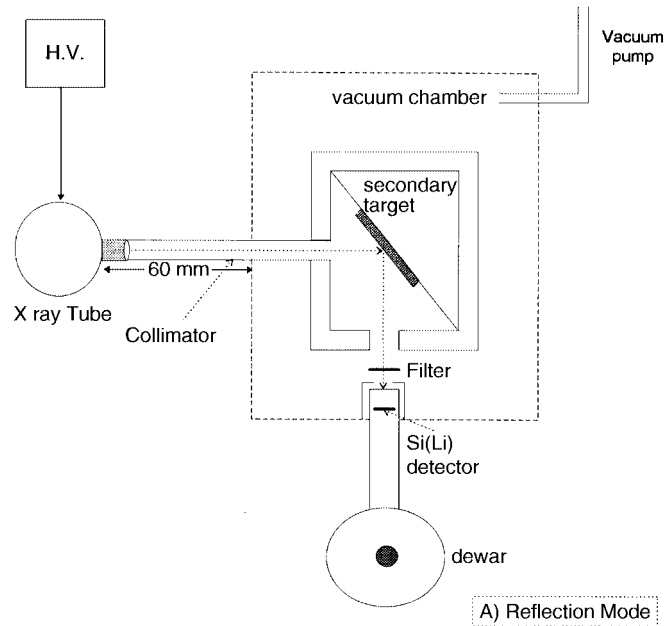 H.V.
Vacuum
pump
vacuum chamber
secondary
target
60 mm
X ray Tube
Collimator
Filter
Si(Li)
detector
dewar
A) Reflection Mode